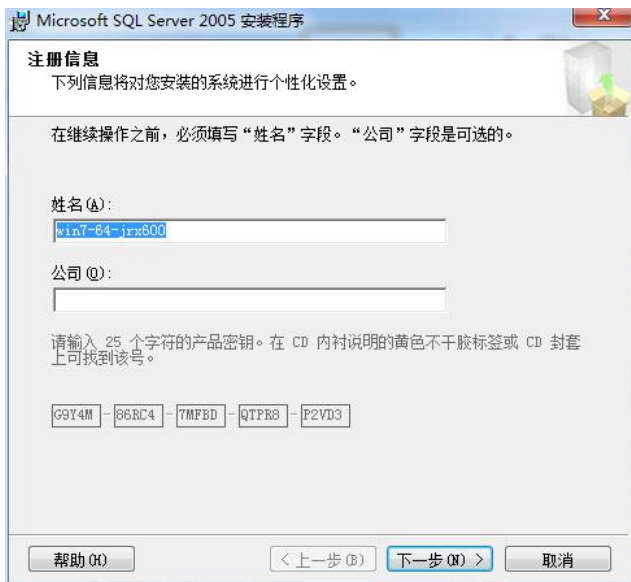 Microsoft SQL Server 2005 安装程序
注册信息
下列信息将对您安装的系统进行个性化设置。
在继续操作之前，必须填写“姓名”字段。“公司”字段是可选的。
姓名(A):
win7-64-jrx600
公司(O):
请输入 25 个字符的产品密钥。在 CD 内衬说明的黄色不干胶标签或 CD 封套
上可找到该号。
G9Y4M - 86RC4 - 7MFBD - QTPR8 - P2VD3
帮助(H) < 上一步(B) 下一步(N) > 取消